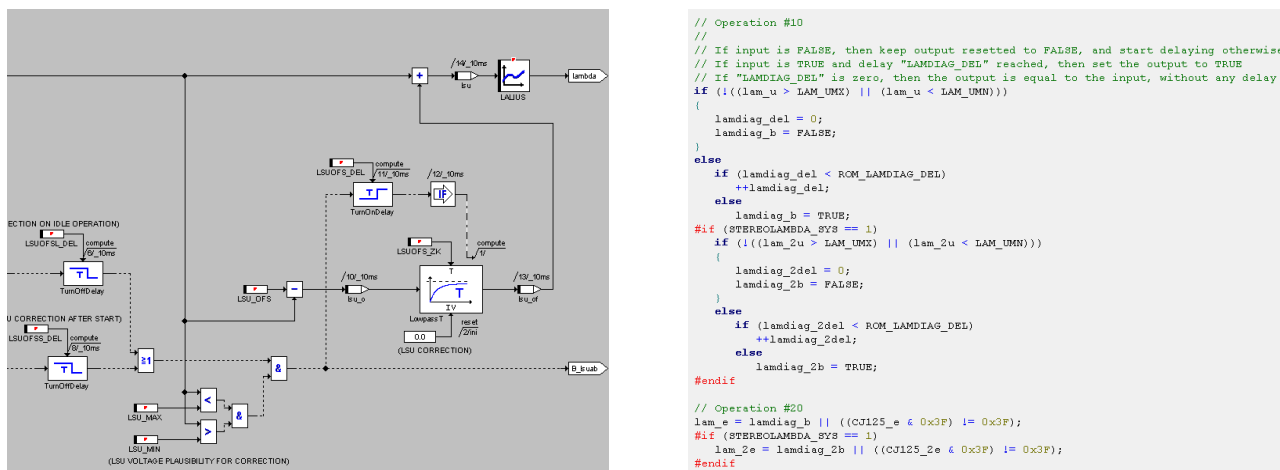 /14/_10ms
+
lsu
LALIUS
lambda
LSUOFS_DEL
compute
/11/_10ms
/12/_10ms
T
IF
TurnOnDelay
ECTION ON IDLE OPERATION)
LSUOFSL_DEL
compute
/6/_10ms
T
TurnOffDelay
LSUOFS_ZK
compute
1/
T
/10/_10ms
/13/_10ms
LSU_OFS
-
lsu_o
T
lsu_of
IV
LowpassT
reset
0.0
/2/ini
(LSU CORRECTION)
U CORRECTION AFTER START)
LSUOFSS_DEL
compute
/8/_10ms
T
TurnOffDelay
≥1
&
B_lsuab
<
LSU_MAX
&
>
LSU_MIN
(LSU VOLTAGE PLAUSIBILITY FOR CORRECTION)
// Operation #10
//
// If input is FALSE, then keep output resetted to FALSE, and start delaying otherwise
// If input is TRUE and delay "LAMDIAG_DEL" reached, then set the output to TRUE
// If "LAMDIAG_DEL" is zero, then the output is equal to the input, without any delay
if (!((lam_u > LAM_UMX) || (lam_u < LAM_UMN)))
{
lamdiag_del = 0;
lamdiag_b = FALSE;
}
else
if (lamdiag_del < ROM_LAMDIAG_DEL)
++lamdiag_del;
else
lamdiag_b = TRUE;
#if (STEREOLAMBDA_SYS == 1)
if (!((lam_2u > LAM_UMX) || (lam_2u < LAM_UMN)))
{
lamdiag_2del = 0;
lamdiag_2b = FALSE;
}
else
if (lamdiag_2del < ROM_LAMDIAG_DEL)
++lamdiag_2del;
else
lamdiag_2b = TRUE;
#endif
// Operation #20
lam_e = lamdiag_b || ((CJ125_e & 0x3F) != 0x3F);
#if (STEREOLAMBDA_SYS == 1)
lam_2e = lamdiag_2b || ((CJ125_2e & 0x3F) != 0x3F);
#endif